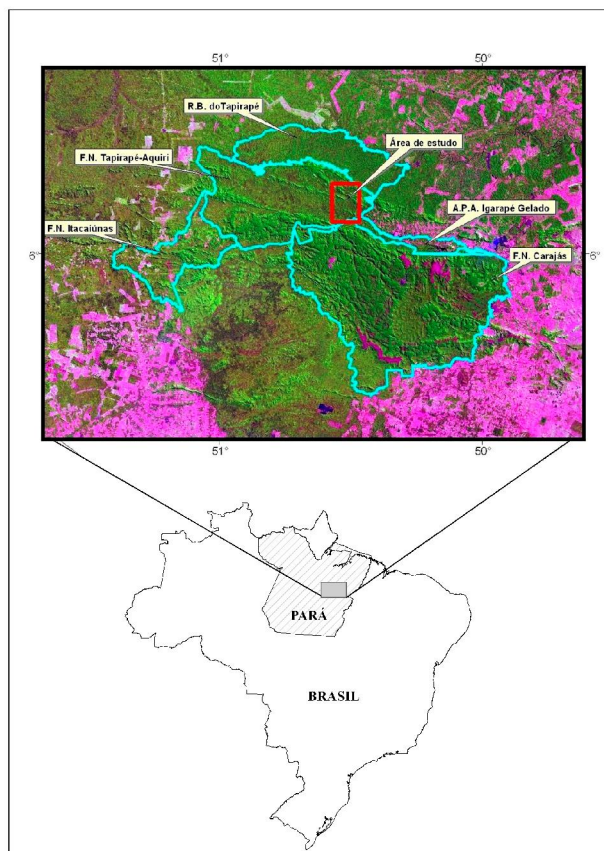 51°
50°
R.B. doTapirapé
Área de estudo
F.N. Tapirapé-Aquiri
A.P.A. Igarapé Gelado
F.N. Itacaiúnas
6°
6°
F.N. Carajás
51°
50°
PARÁ
BRASIL